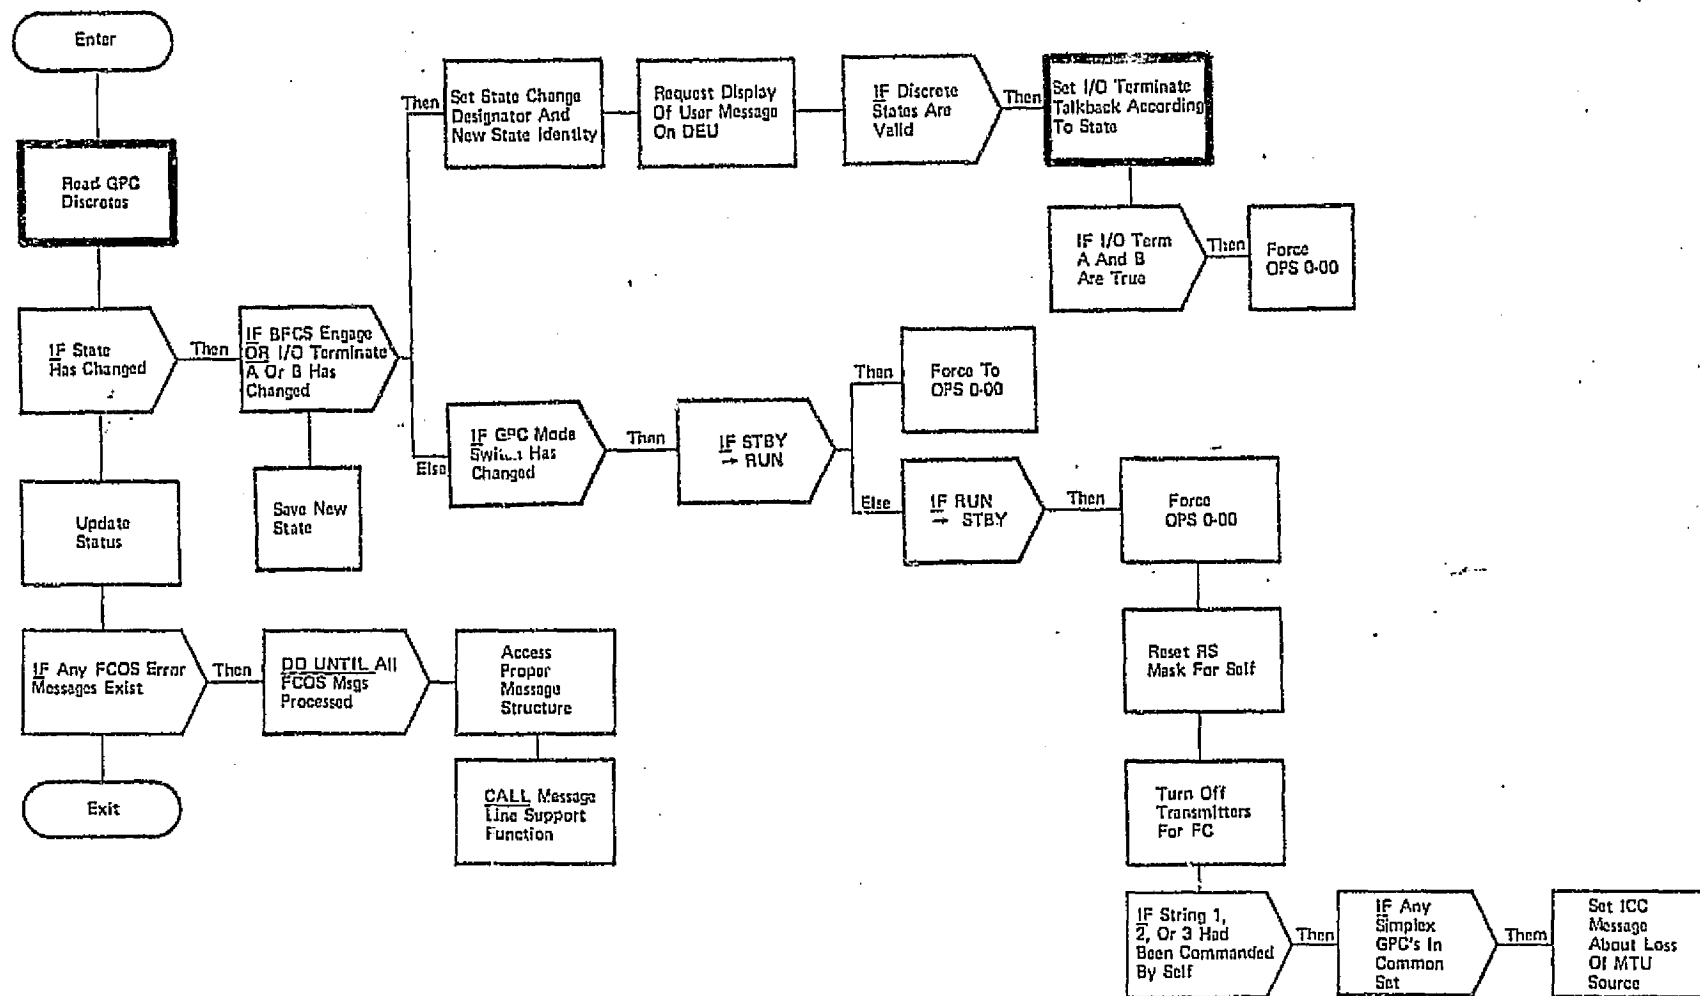 Enter
Read GPC
Discretes
IF State
Has Changed
Then
IF BFCS Engage
OR I/O Terminate
A Or B Has
Changed
Save New
State
Update
Status
IF Any FCOS Error
Messages Exist
Then
DO UNTIL All
FCOS Msgs
Processed
Access
Proper
Message
Structure
CALL Message
Line Support
Function
Exit
Then
Set State Change
Designator And
New State Identity
Request Display
Of User Message
On DEU
IF Discrete
States Are
Valid
Then
Set I/O Terminate
Talkback According
To State
IF I/O Term
A And B
Are True
Then
Force
OPS 0-00
Else
IF GPC Mode
Switch Has
Changed
Then
IF STBY
→ RUN
Then
Force To
OPS 0-00
Else
IF RUN
→ STBY
Then
Force
OPS 0-00
Reset RS
Mask For Self
Turn Off
Transmitters
For FC
IF String 1,
2, Or 3 Had
Been Commanded
By Self
Then
IF Any
Simplex
GPC's In
Common
Set
Then
Set ICC
Message
About Loss
Of MTU
Source